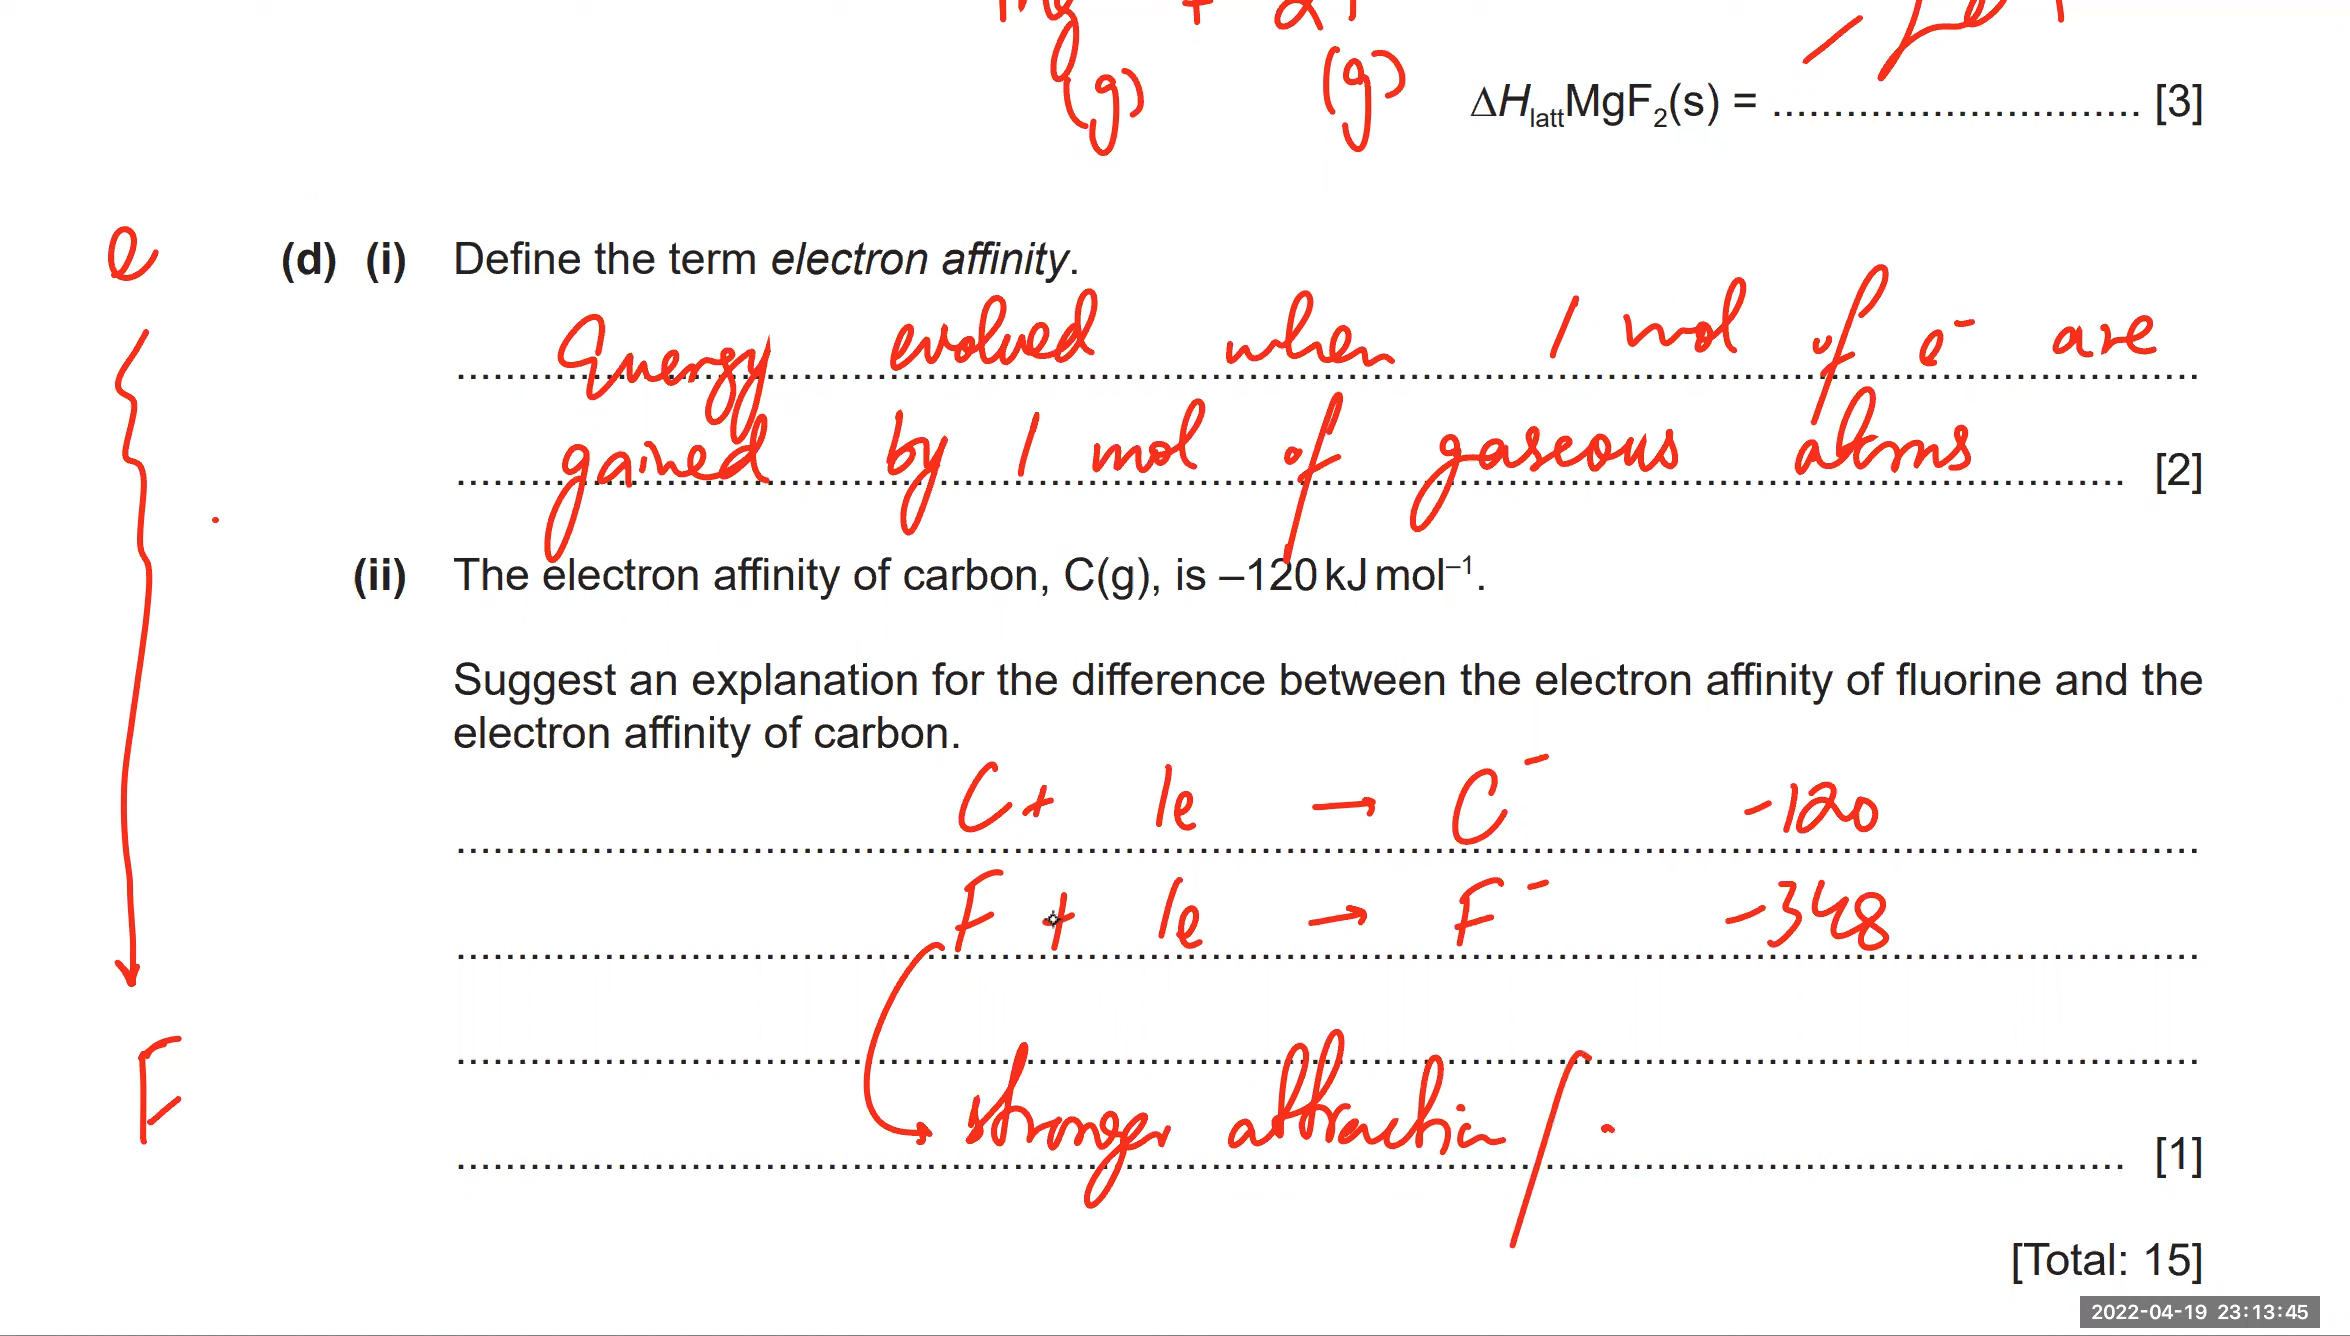 Mg + 2F
(g) (g)
ΔHlattMgF2(s) = .............................. [3]
e
(d) (i) Define the term electron affinity.
Energy evolved when 1 mol of e⁻ are
gained by 1 mol of gaseous atoms
[2]
(ii) The electron affinity of carbon, C(g), is –120 kJ mol⁻¹.
Suggest an explanation for the difference between the electron affinity of fluorine and the
electron affinity of carbon.
C + 1e → C⁻ -120
F + 1e → F⁻ -348
F
stronger attraction
[1]
[Total: 15]
2022-04-19 23:13:45